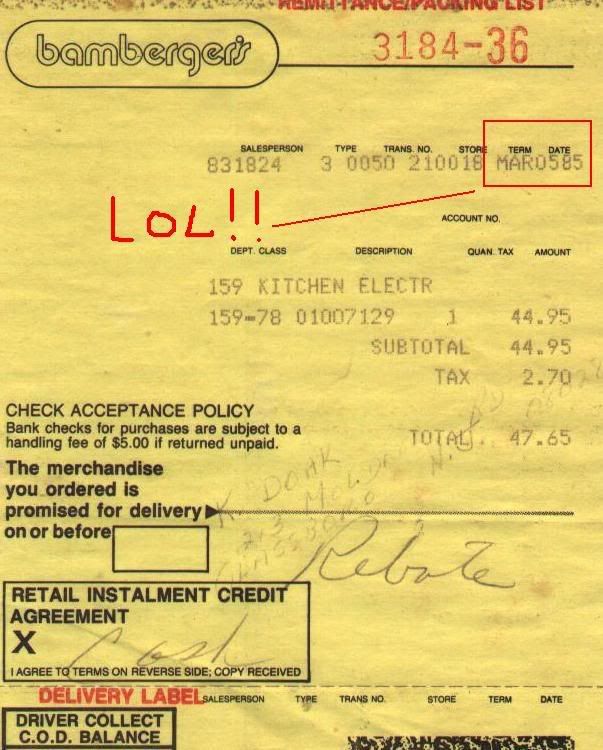 REMITTANCE/PACKING LIST
bamberger's
3184-36
SALESPERSON TYPE TRANS. NO. STORE TERM DATE
831824 3 0050 210018 MAR0585
LOL!!
ACCOUNT NO.
DEPT. CLASS DESCRIPTION QUAN. TAX AMOUNT
159 KITCHEN ELECTR
159-78 01007129 1 44.95
SUBTOTAL 44.95
TAX 2.70
CHECK ACCEPTANCE POLICY
Bank checks for purchases are subject to a
handling fee of $5.00 if returned unpaid.
TOTAL 47.65
The merchandise
you ordered is
promised for delivery
on or before
K DOAK
N.J.
GLASSBORO
Rebate
RETAIL INSTALMENT CREDIT
AGREEMENT
X Cash
I AGREE TO TERMS ON REVERSE SIDE; COPY RECEIVED
DELIVERY LABEL SALESPERSON TYPE TRANS NO. STORE TERM DATE
DRIVER COLLECT
C.O.D. BALANCE